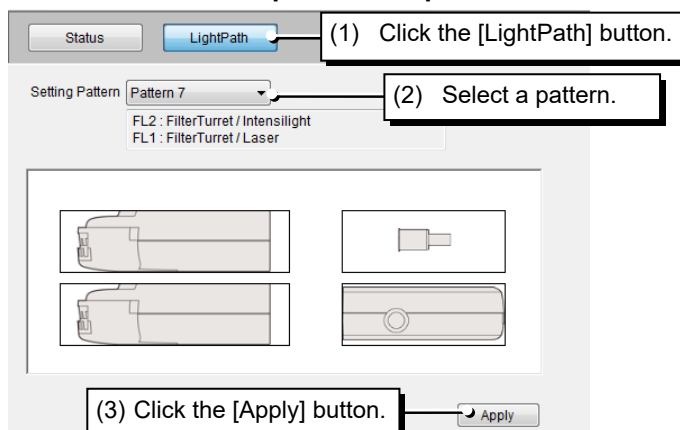 Status
LightPath
(1) Click the [LightPath] button.
Setting Pattern
Pattern 7
(2) Select a pattern.
FL2 : FilterTurret / Intensilight
FL1 : FilterTurret / Laser
(3) Click the [Apply] button.
Apply